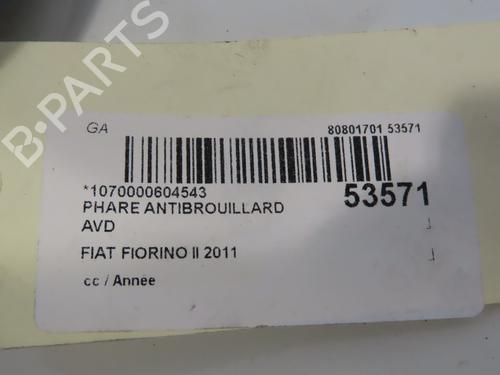 B-PARTS
GA
80801701 53571
*1070000604543
53571
PHARE ANTIBROUILLARD
AVD
FIAT FIORINO II 2011
cc / Année